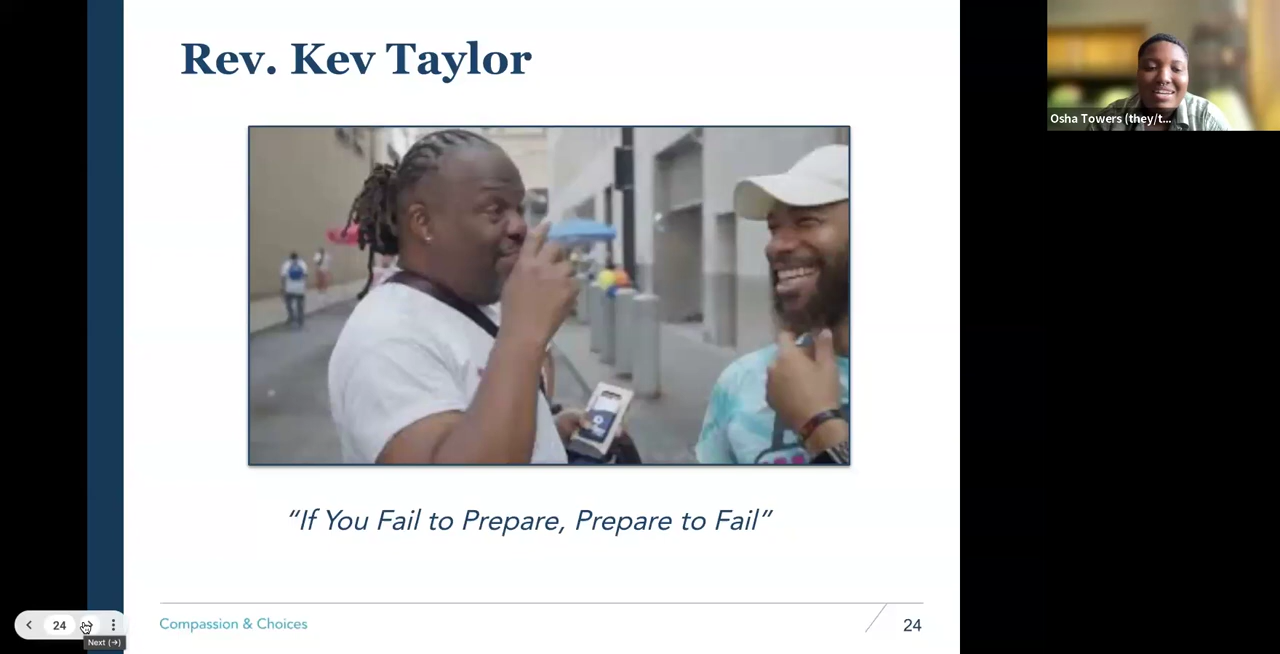 Rev. Kev Taylor
Osha Towers (they/t...
“If You Fail to Prepare, Prepare to Fail”
Compassion & Choices
24
24
Next (→)